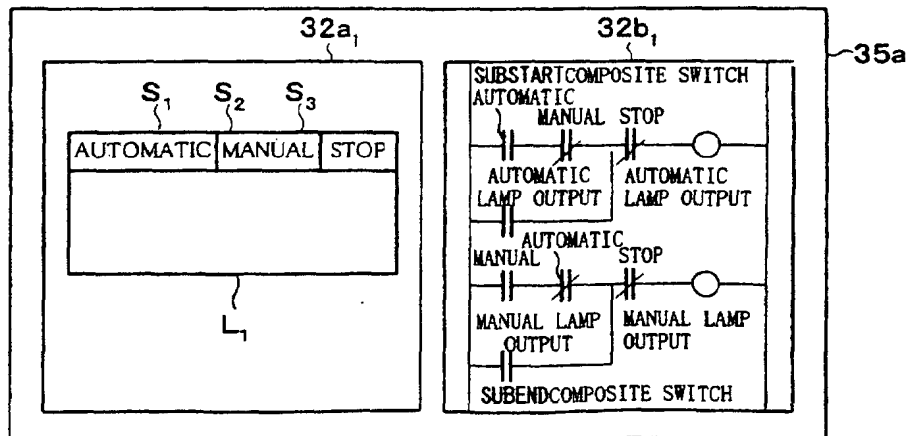 32a₁
32b₁
35a
S₁ S₂ S₃
AUTOMATIC MANUAL STOP
L₁
SUBSTARTCOMPOSITE SWITCH
AUTOMATIC
MANUAL STOP
AUTOMATIC LAMP OUTPUT
AUTOMATIC LAMP OUTPUT
AUTOMATIC
MANUAL
STOP
MANUAL LAMP OUTPUT
MANUAL LAMP OUTPUT
SUBENDCOMPOSITE SWITCH